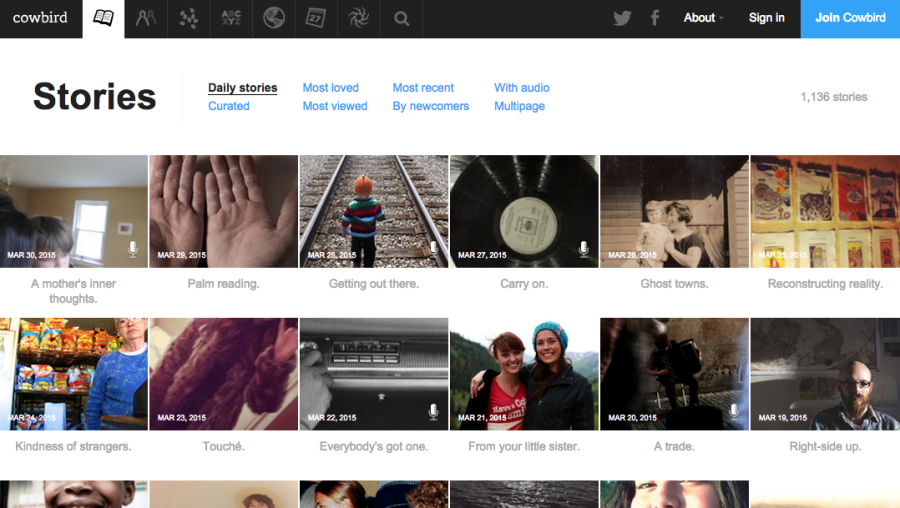 cowbird
ABC
XYZ
27
About
Sign in
Join Cowbird
Stories
Daily stories
Most loved
Most recent
With audio
Curated
Most viewed
By newcomers
Multipage
1,136 stories
MAR 30, 2015
MAR 29, 2015
MAR 28, 2015
MAR 27, 2015
MAR 26, 2015
MAR 25, 2015
A mother's inner
thoughts.
Palm reading.
Getting out there.
Carry on.
Ghost towns.
Reconstructing reality.
MAR 24, 2015
MAR 23, 2015
MAR 22, 2015
MAR 21, 2015
MAR 20, 2015
MAR 19, 2015
Kindness of strangers.
Touché.
Everybody's got one.
From your little sister.
A trade.
Right-side up.